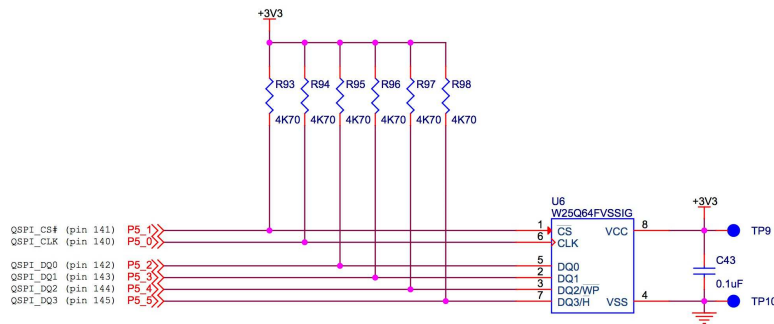 +3V3
R93 R94 R95 R96 R97 R98
4K70 4K70 4K70 4K70 4K70 4K70
U6
W25Q64FVSSIG
+3V3
QSPI_CS# (pin 141) P5_1 1 CS VCC 8 TP9
QSPI_CLK (pin 140) P5_0 6 CLK
C43
QSPI_DQ0 (pin 142) P5_2 5 DQ0
QSPI_DQ1 (pin 143) P5_3 2 DQ1
0.1uF
QSPI_DQ2 (pin 144) P5_4 3 DQ2/WP
QSPI_DQ3 (pin 145) P5_5 7 DQ3/H VSS 4 TP10